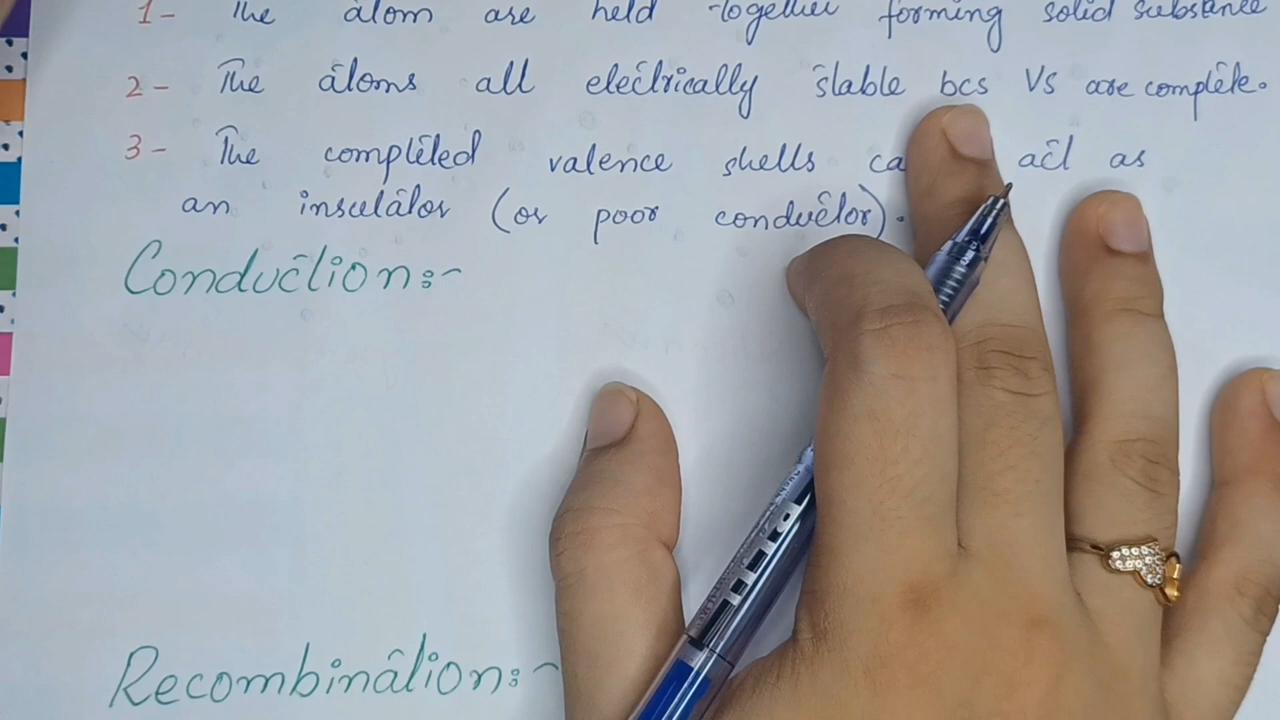 1- The atom are held together forming solid substance
2- The atoms all electrically stable bcs VS are complete.
3- The completed valence shells ca act as
an insulator (or poor conductor).
Conduction:-
Recombination:-